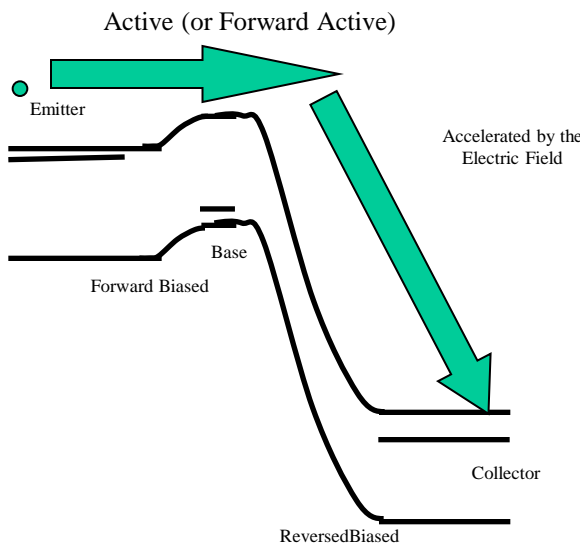 Active (or Forward Active)
Emitter
Accelerated by the
Electric Field
Base
Forward Biased
Collector
ReversedBiased